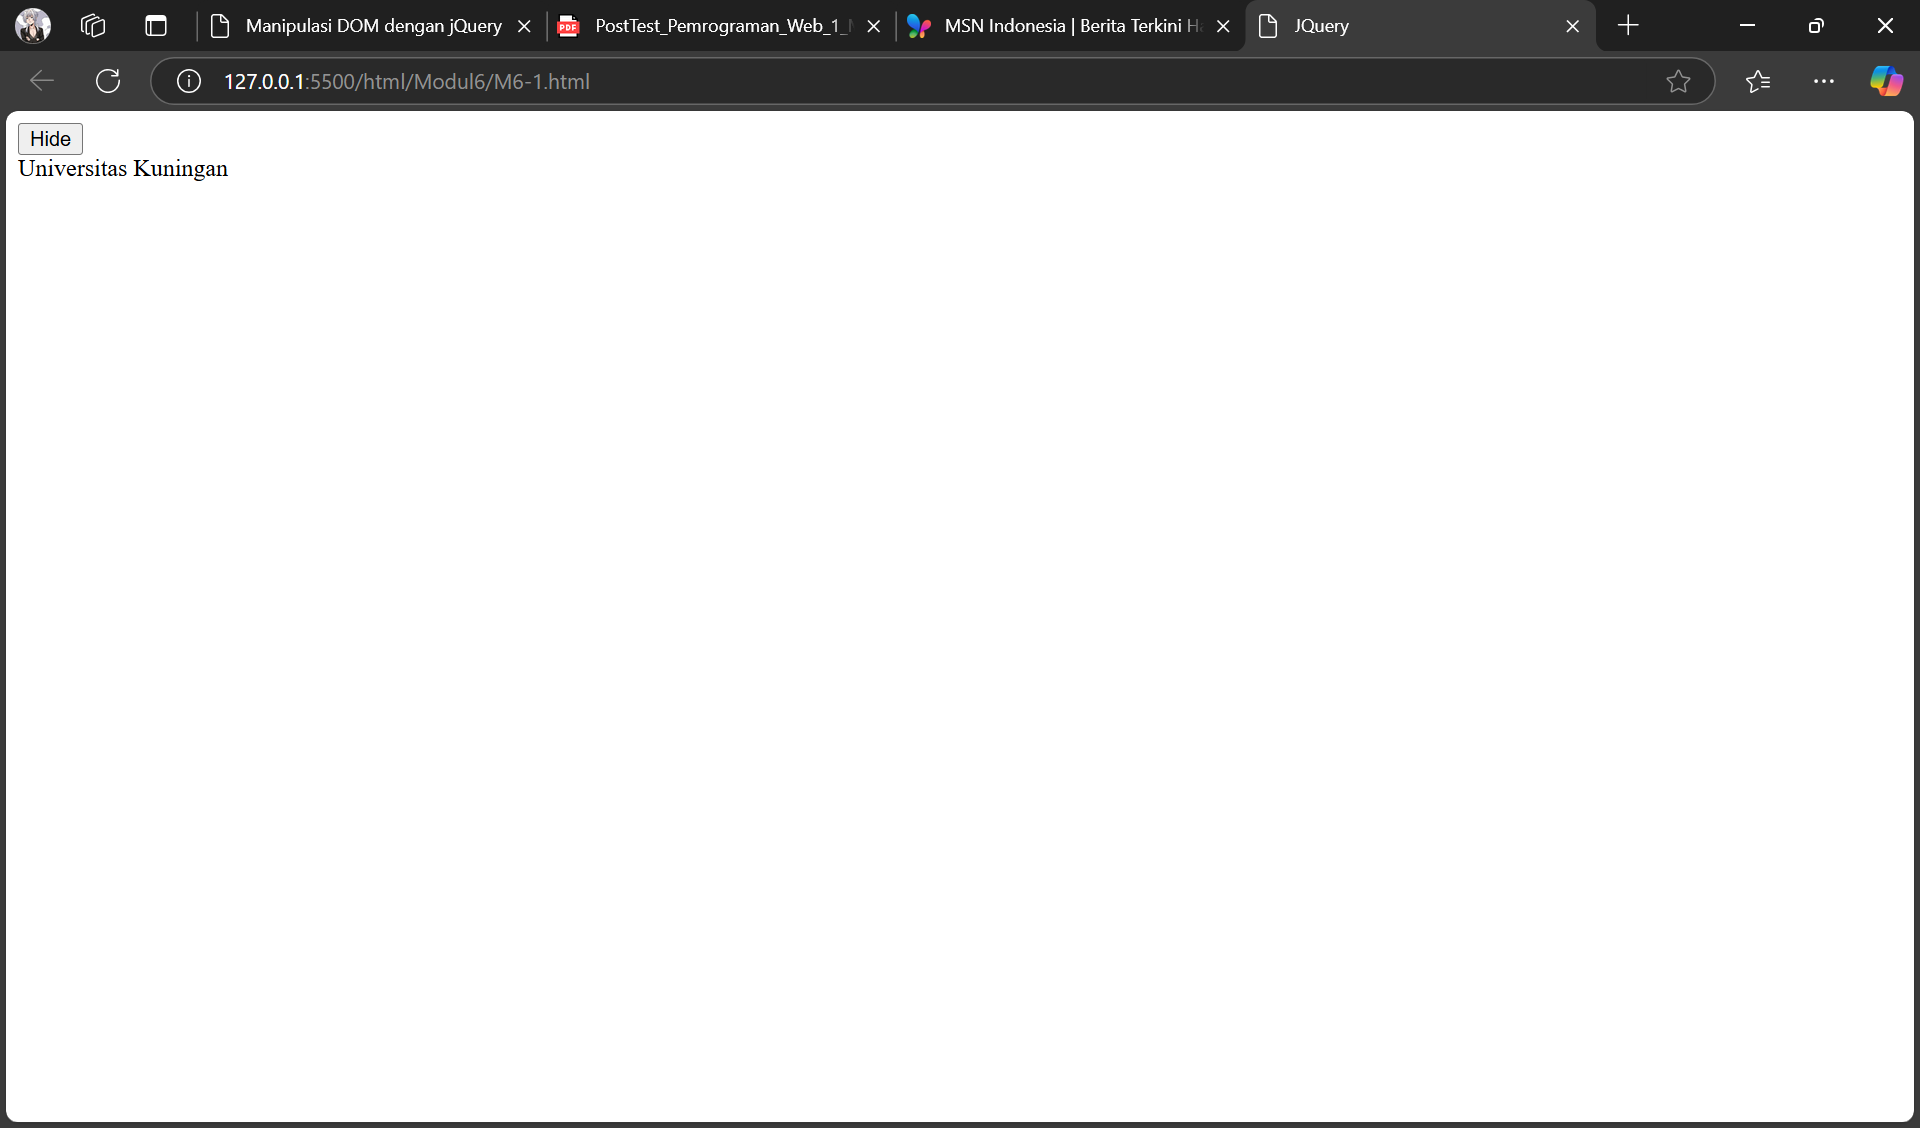 Manipulasi DOM dengan jQuery
PDF
PostTest_Pemrograman_Web_1_
MSN Indonesia | Berita Terkini H
JQuery
127.0.0.1:5500/html/Modul6/M6-1.html
Hide
Universitas Kuningan